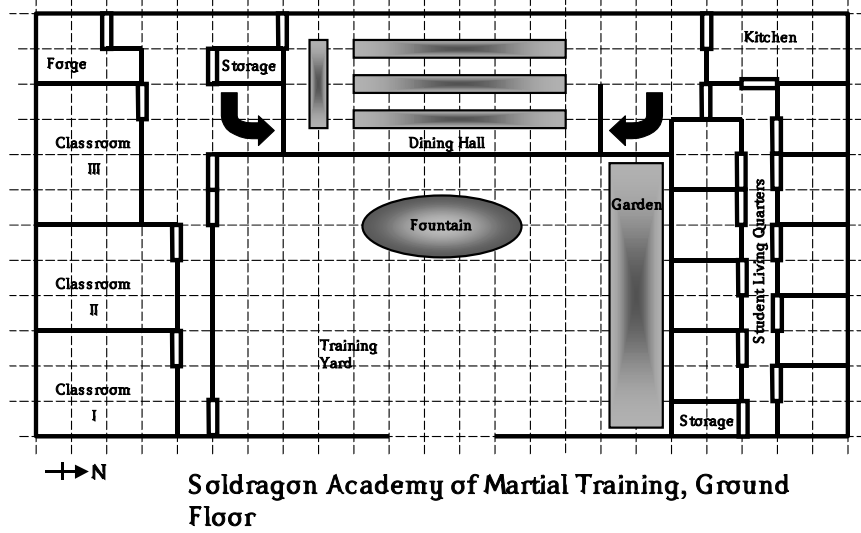 Kitchen
Forge
Storage
Classroom
III
Dining Hall
Garden
Fountain
Student Living Quarters
Classroom
II
Training
Yard
Classroom
I
Storage
N
Soldragon Academy of Martial Training, Ground
Floor